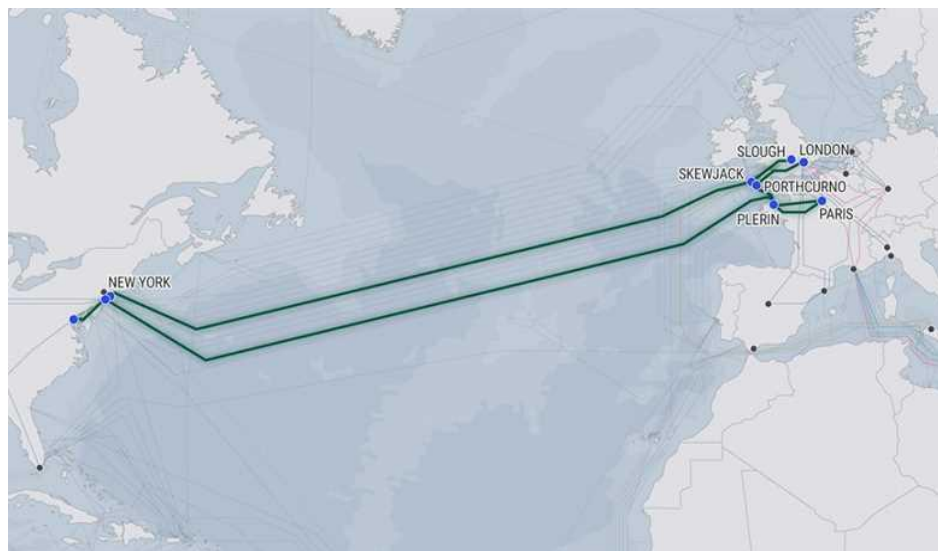 SLOUGH
LONDON
SKEWJACK
PORTHCURNO
PLERIN
PARIS
NEW YORK